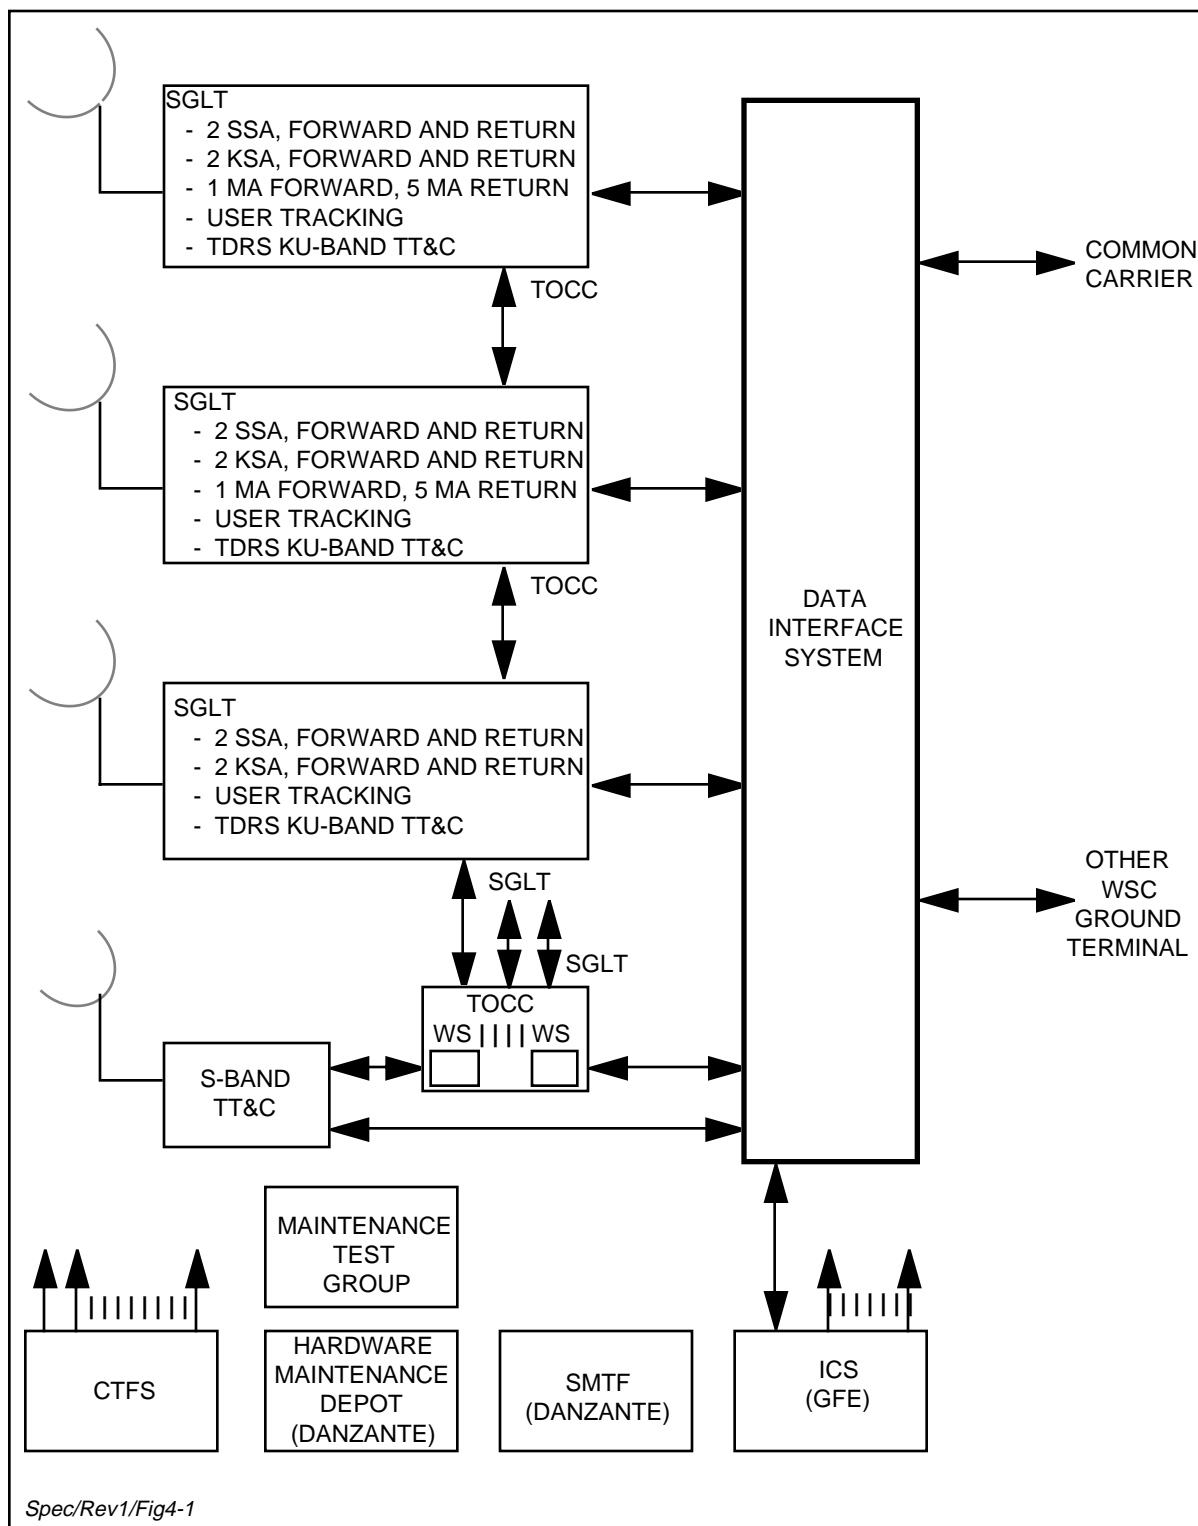 SGLT
- 2 SSA, FORWARD AND RETURN
- 2 KSA, FORWARD AND RETURN
- 1 MA FORWARD, 5 MA RETURN
- USER TRACKING
- TDRS KU-BAND TT&C
TOCC
SGLT
- 2 SSA, FORWARD AND RETURN
- 2 KSA, FORWARD AND RETURN
- 1 MA FORWARD, 5 MA RETURN
- USER TRACKING
- TDRS KU-BAND TT&C
TOCC
SGLT
- 2 SSA, FORWARD AND RETURN
- 2 KSA, FORWARD AND RETURN
- USER TRACKING
- TDRS KU-BAND TT&C
SGLT
SGLT
TOCC
WS WS
S-BAND
TT&C
DATA
INTERFACE
SYSTEM
COMMON
CARRIER
OTHER
WSC
GROUND
TERMINAL
MAINTENANCE
TEST
GROUP
CTFS
HARDWARE
MAINTENANCE
DEPOT
(DANZANTE)
SMTF
(DANZANTE)
ICS
(GFE)
Spec/Rev1/Fig4-1